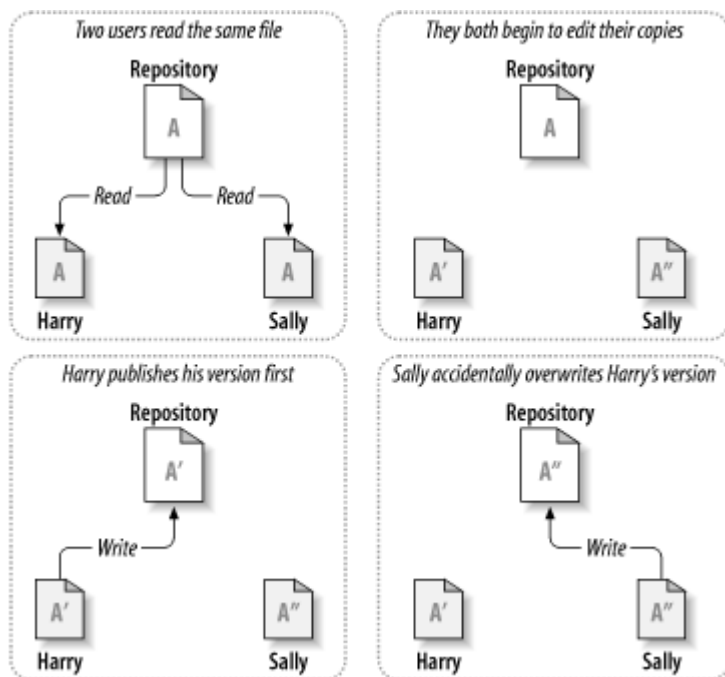 Two users read the same file
Repository
A
Read
Read
A
A
Harry
Sally
They both begin to edit their copies
Repository
A
A′
A″
Harry
Sally
Harry publishes his version first
Repository
A′
Write
A′
A″
Harry
Sally
Sally accidentally overwrites Harry’s version
Repository
A″
Write
A′
A″
Harry
Sally